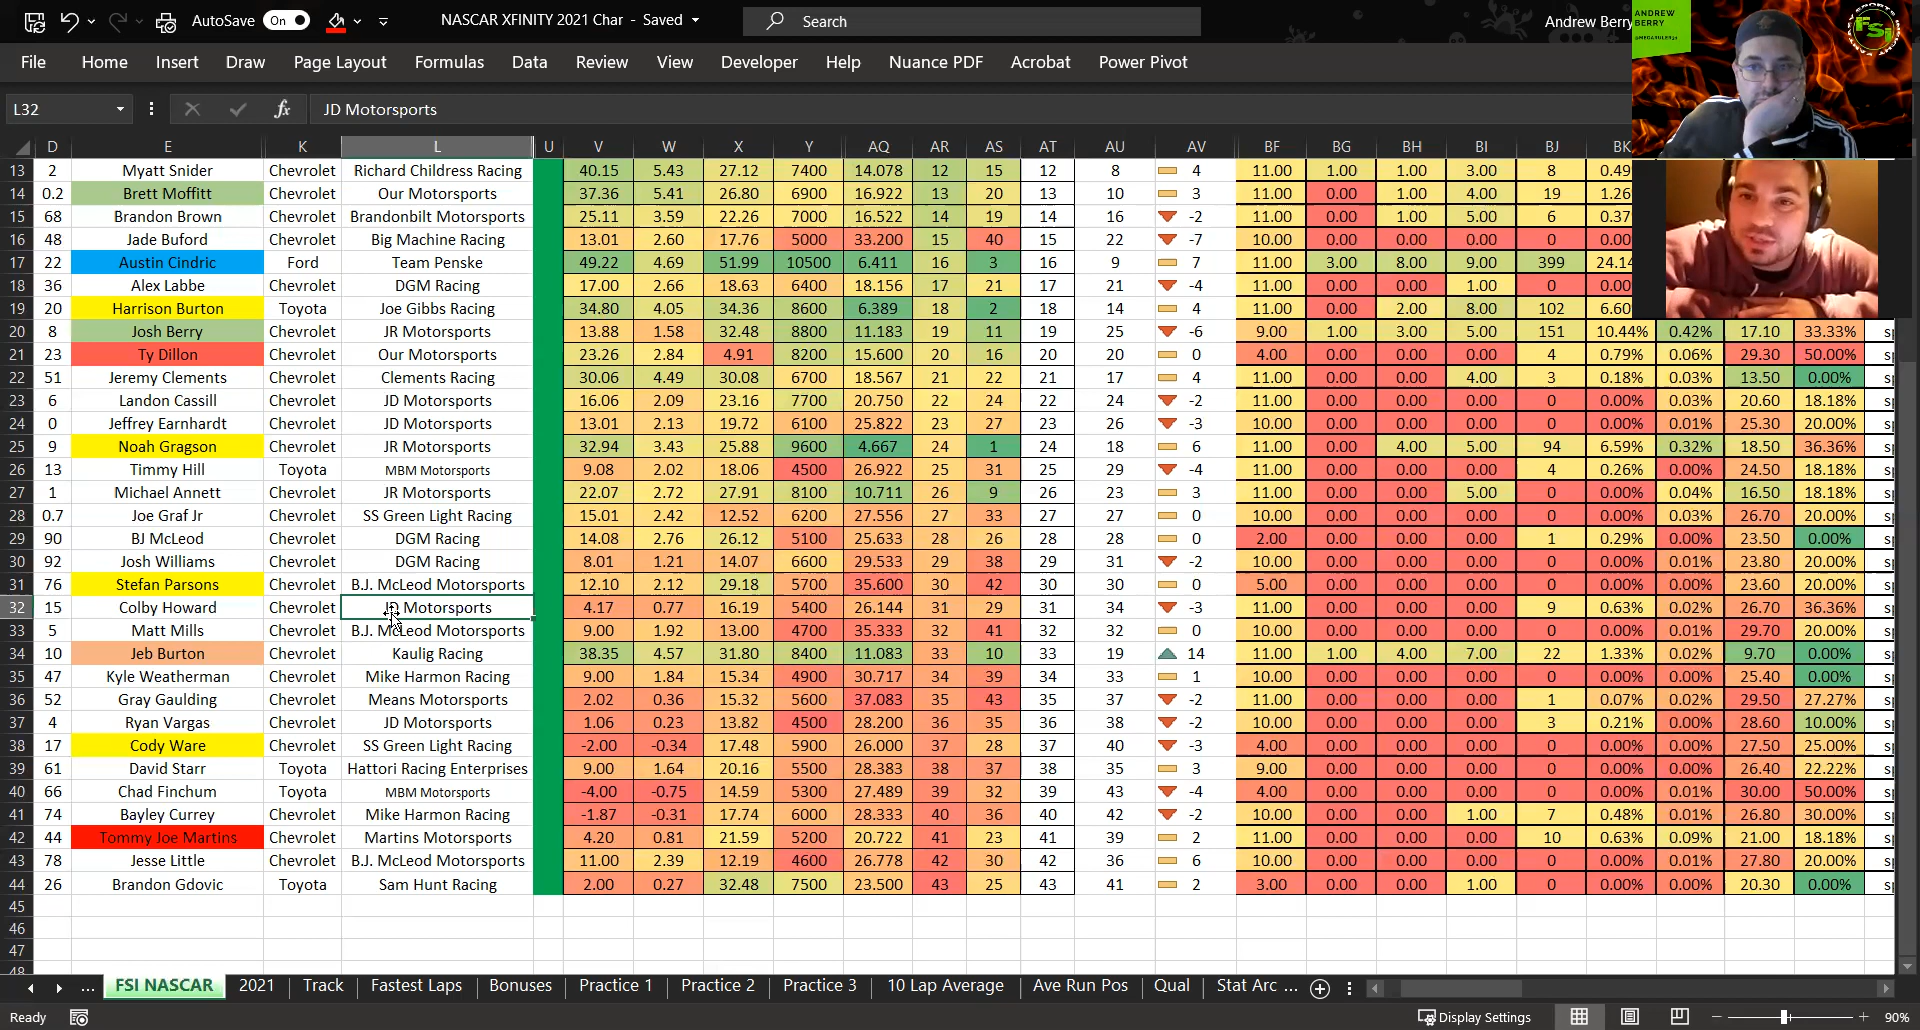 AutoSave On NASCAR XFINITY 2021 Char - Saved Search Andrew Berry
ANDREW BERRY
FSi
File Home Insert Draw Page Layout Formulas Data Review View Developer Help Nuance PDF Acrobat Power Pivot
L32 fx JD Motorsports
D E K L U V W X Y AQ AR AS AT AU AV BF BG BH BI BJ BK
13 2 Myatt Snider Chevrolet Richard Childress Racing 40.15 5.43 27.12 7400 14.078 12 15 12 8 4 11.00 1.00 1.00 3.00 8 0.49
14 0.2 Brett Moffitt Chevrolet Our Motorsports 37.36 5.41 26.80 6900 16.922 13 20 13 10 3 11.00 0.00 1.00 4.00 19 1.26
15 68 Brandon Brown Chevrolet Brandonbilt Motorsports 25.11 3.59 22.26 7000 16.522 14 19 14 16 -2 11.00 0.00 1.00 5.00 6 0.37
16 48 Jade Buford Chevrolet Big Machine Racing 13.01 2.60 17.76 5000 33.200 15 40 15 22 -7 10.00 0.00 0.00 0.00 0 0.00
17 22 Austin Cindric Ford Team Penske 49.22 4.69 51.99 10500 6.411 16 3 16 9 7 11.00 3.00 8.00 9.00 399 24.14
18 36 Alex Labbe Chevrolet DGM Racing 17.00 2.66 18.63 6400 18.156 17 21 17 21 -4 11.00 0.00 0.00 1.00 0 0.00
19 20 Harrison Burton Toyota Joe Gibbs Racing 34.80 4.05 34.36 8600 6.389 18 2 18 14 4 11.00 0.00 2.00 8.00 102 6.60
20 8 Josh Berry Chevrolet JR Motorsports 13.88 1.58 32.48 8800 11.183 19 11 19 25 -6 9.00 1.00 3.00 5.00 151 10.44% 0.42% 17.10 33.33% s
21 23 Ty Dillon Chevrolet Our Motorsports 23.26 2.84 4.91 8200 15.600 20 16 20 20 0 4.00 0.00 0.00 0.00 4 0.79% 0.06% 29.30 50.00% s
22 51 Jeremy Clements Chevrolet Clements Racing 30.06 4.49 30.08 6700 18.567 21 22 21 17 4 11.00 0.00 0.00 4.00 3 0.18% 0.03% 13.50 0.00% s
23 6 Landon Cassill Chevrolet JD Motorsports 16.06 2.09 23.16 7700 20.750 22 24 22 24 -2 11.00 0.00 0.00 0.00 0 0.00% 0.03% 20.60 18.18% s
24 0 Jeffrey Earnhardt Chevrolet JD Motorsports 13.01 2.13 19.72 6100 25.822 23 27 23 26 -3 10.00 0.00 0.00 0.00 0 0.00% 0.01% 25.30 20.00% s
25 9 Noah Gragson Chevrolet JR Motorsports 32.94 3.43 25.88 9600 4.667 24 1 24 18 6 11.00 0.00 4.00 5.00 94 6.59% 0.32% 18.50 36.36% s
26 13 Timmy Hill Toyota MBM Motorsports 9.08 2.02 18.06 4500 26.922 25 31 25 29 -4 11.00 0.00 0.00 0.00 4 0.26% 0.00% 24.50 18.18% s
27 1 Michael Annett Chevrolet JR Motorsports 22.07 2.72 27.91 8100 10.711 26 9 26 23 3 11.00 0.00 0.00 5.00 0 0.00% 0.04% 16.50 18.18% s
28 0.7 Joe Graf Jr Chevrolet SS Green Light Racing 15.01 2.42 12.52 6200 27.556 27 33 27 27 0 10.00 0.00 0.00 0.00 0 0.00% 0.03% 26.70 20.00% s
29 90 BJ McLeod Chevrolet DGM Racing 14.08 2.76 26.12 5100 25.633 28 26 28 28 0 2.00 0.00 0.00 0.00 1 0.29% 0.00% 23.50 0.00% s
30 92 Josh Williams Chevrolet DGM Racing 8.01 1.21 14.07 6600 29.533 29 38 29 31 -2 10.00 0.00 0.00 0.00 0 0.00% 0.01% 23.80 20.00% s
31 76 Stefan Parsons Chevrolet B.J. McLeod Motorsports 12.10 2.12 29.18 5700 35.600 30 42 30 30 0 5.00 0.00 0.00 0.00 0 0.00% 0.00% 23.60 20.00% s
32 15 Colby Howard Chevrolet JD Motorsports 4.17 0.77 16.19 5400 26.144 31 29 31 34 -3 11.00 0.00 0.00 0.00 9 0.63% 0.02% 26.70 36.36% s
33 5 Matt Mills Chevrolet B.J. McLeod Motorsports 9.00 1.92 13.00 4700 35.333 32 41 32 32 0 10.00 0.00 0.00 0.00 0 0.00% 0.01% 29.70 20.00% s
34 10 Jeb Burton Chevrolet Kaulig Racing 38.35 4.57 31.80 8400 11.083 33 10 33 19 14 11.00 1.00 4.00 7.00 22 1.33% 0.02% 9.70 0.00% s
35 47 Kyle Weatherman Chevrolet Mike Harmon Racing 9.00 1.84 15.34 4900 30.717 34 39 34 33 1 10.00 0.00 0.00 0.00 0 0.00% 0.00% 25.40 0.00% s
36 52 Gray Gaulding Chevrolet Means Motorsports 2.02 0.36 15.32 5600 37.083 35 43 35 37 -2 11.00 0.00 0.00 0.00 1 0.07% 0.02% 29.50 27.27% s
37 4 Ryan Vargas Chevrolet JD Motorsports 1.06 0.23 13.82 4500 28.200 36 35 36 38 -2 10.00 0.00 0.00 0.00 3 0.21% 0.00% 28.60 10.00% s
38 17 Cody Ware Chevrolet SS Green Light Racing -2.00 -0.34 17.48 5900 26.000 37 28 37 40 -3 4.00 0.00 0.00 0.00 0 0.00% 0.00% 27.50 25.00% s
39 61 David Starr Toyota Hattori Racing Enterprises 9.00 1.64 20.16 5500 28.383 38 37 38 35 3 9.00 0.00 0.00 0.00 0 0.00% 0.00% 26.40 22.22% s
40 66 Chad Finchum Toyota MBM Motorsports -4.00 -0.75 14.59 5300 27.489 39 32 39 43 -4 4.00 0.00 0.00 0.00 0 0.00% 0.00% 30.00 50.00% s
41 74 Bayley Currey Chevrolet Mike Harmon Racing -1.87 -0.31 17.74 6000 28.333 40 36 40 42 -2 10.00 0.00 0.00 1.00 7 0.48% 0.01% 26.80 30.00% s
42 44 Tommy Joe Martins Chevrolet Martins Motorsports 4.20 0.81 21.59 5200 20.722 41 23 41 39 2 11.00 0.00 0.00 0.00 10 0.63% 0.09% 21.00 18.18% s
43 78 Jesse Little Chevrolet B.J. McLeod Motorsports 11.00 2.39 12.19 4600 26.778 42 30 42 36 6 10.00 0.00 0.00 0.00 0 0.00% 0.01% 27.80 20.00% s
44 26 Brandon Gdovic Toyota Sam Hunt Racing 2.00 0.27 32.48 7500 23.500 43 25 43 41 2 3.00 0.00 0.00 1.00 0 0.00% 0.00% 20.30 0.00% s
45
46
47
48
... FSI NASCAR 2021 Track Fastest Laps Bonuses Practice 1 Practice 2 Practice 3 10 Lap Average Ave Run Pos Qual Stat Arc ...
Ready Display Settings 90%